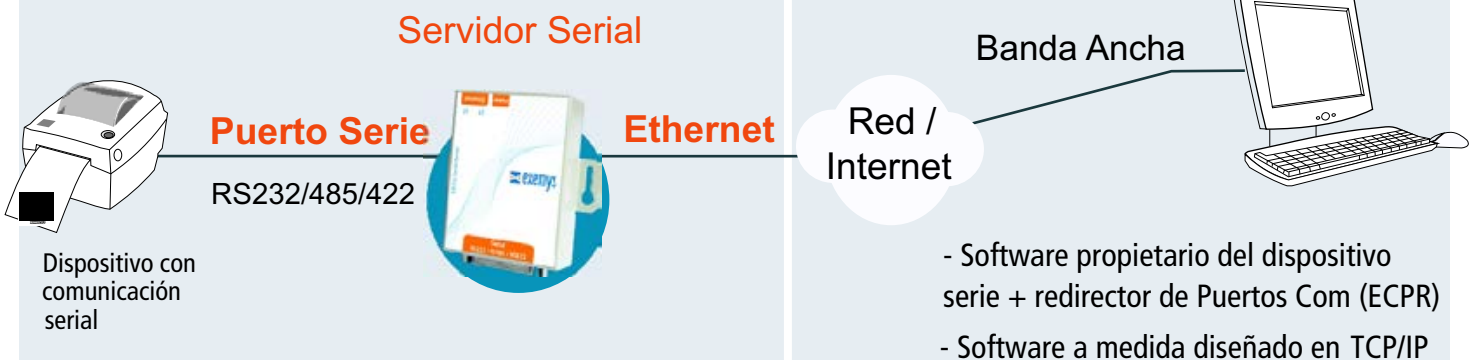 Servidor Serial
Puerto Serie
RS232/485/422
Ethernet
Dispositivo con
comunicación
serial
exemys
Red /
Internet
Banda Ancha
- Software propietario del dispositivo
serie + redirector de Puertos Com (ECPR)
- Software a medida diseñado en TCP/IP